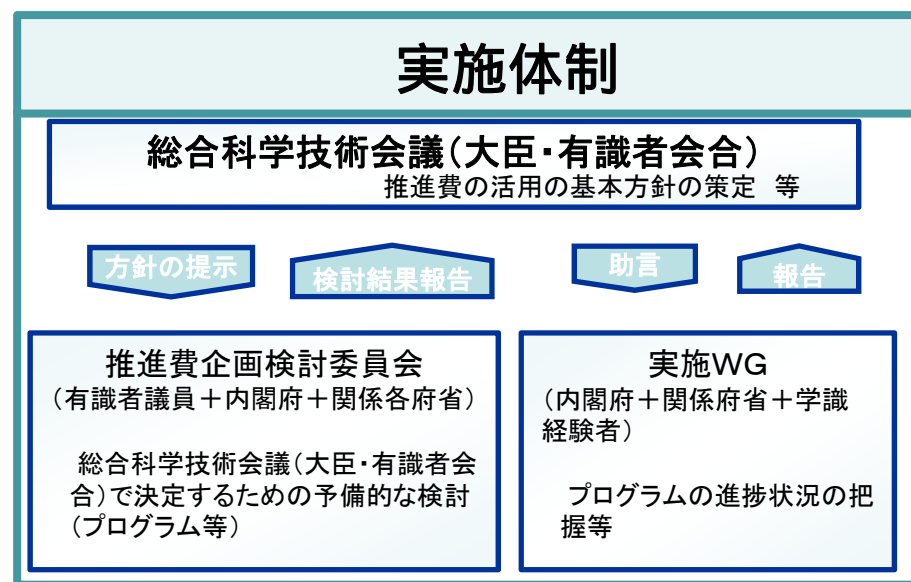 実施体制
総合科学技術会議(大臣・有識者会合)
推進費の活用の基本方針の策定　等
方針の提示
検討結果報告
助言
報告
推進費企画検討委員会
(有識者議員＋内閣府＋関係各府省)
総合科学技術会議(大臣・有識者会
合)で決定するための予備的な検討
(プログラム等)
実施WG
(内閣府＋関係府省＋学識
経験者)
プログラムの進捗状況の把
握等